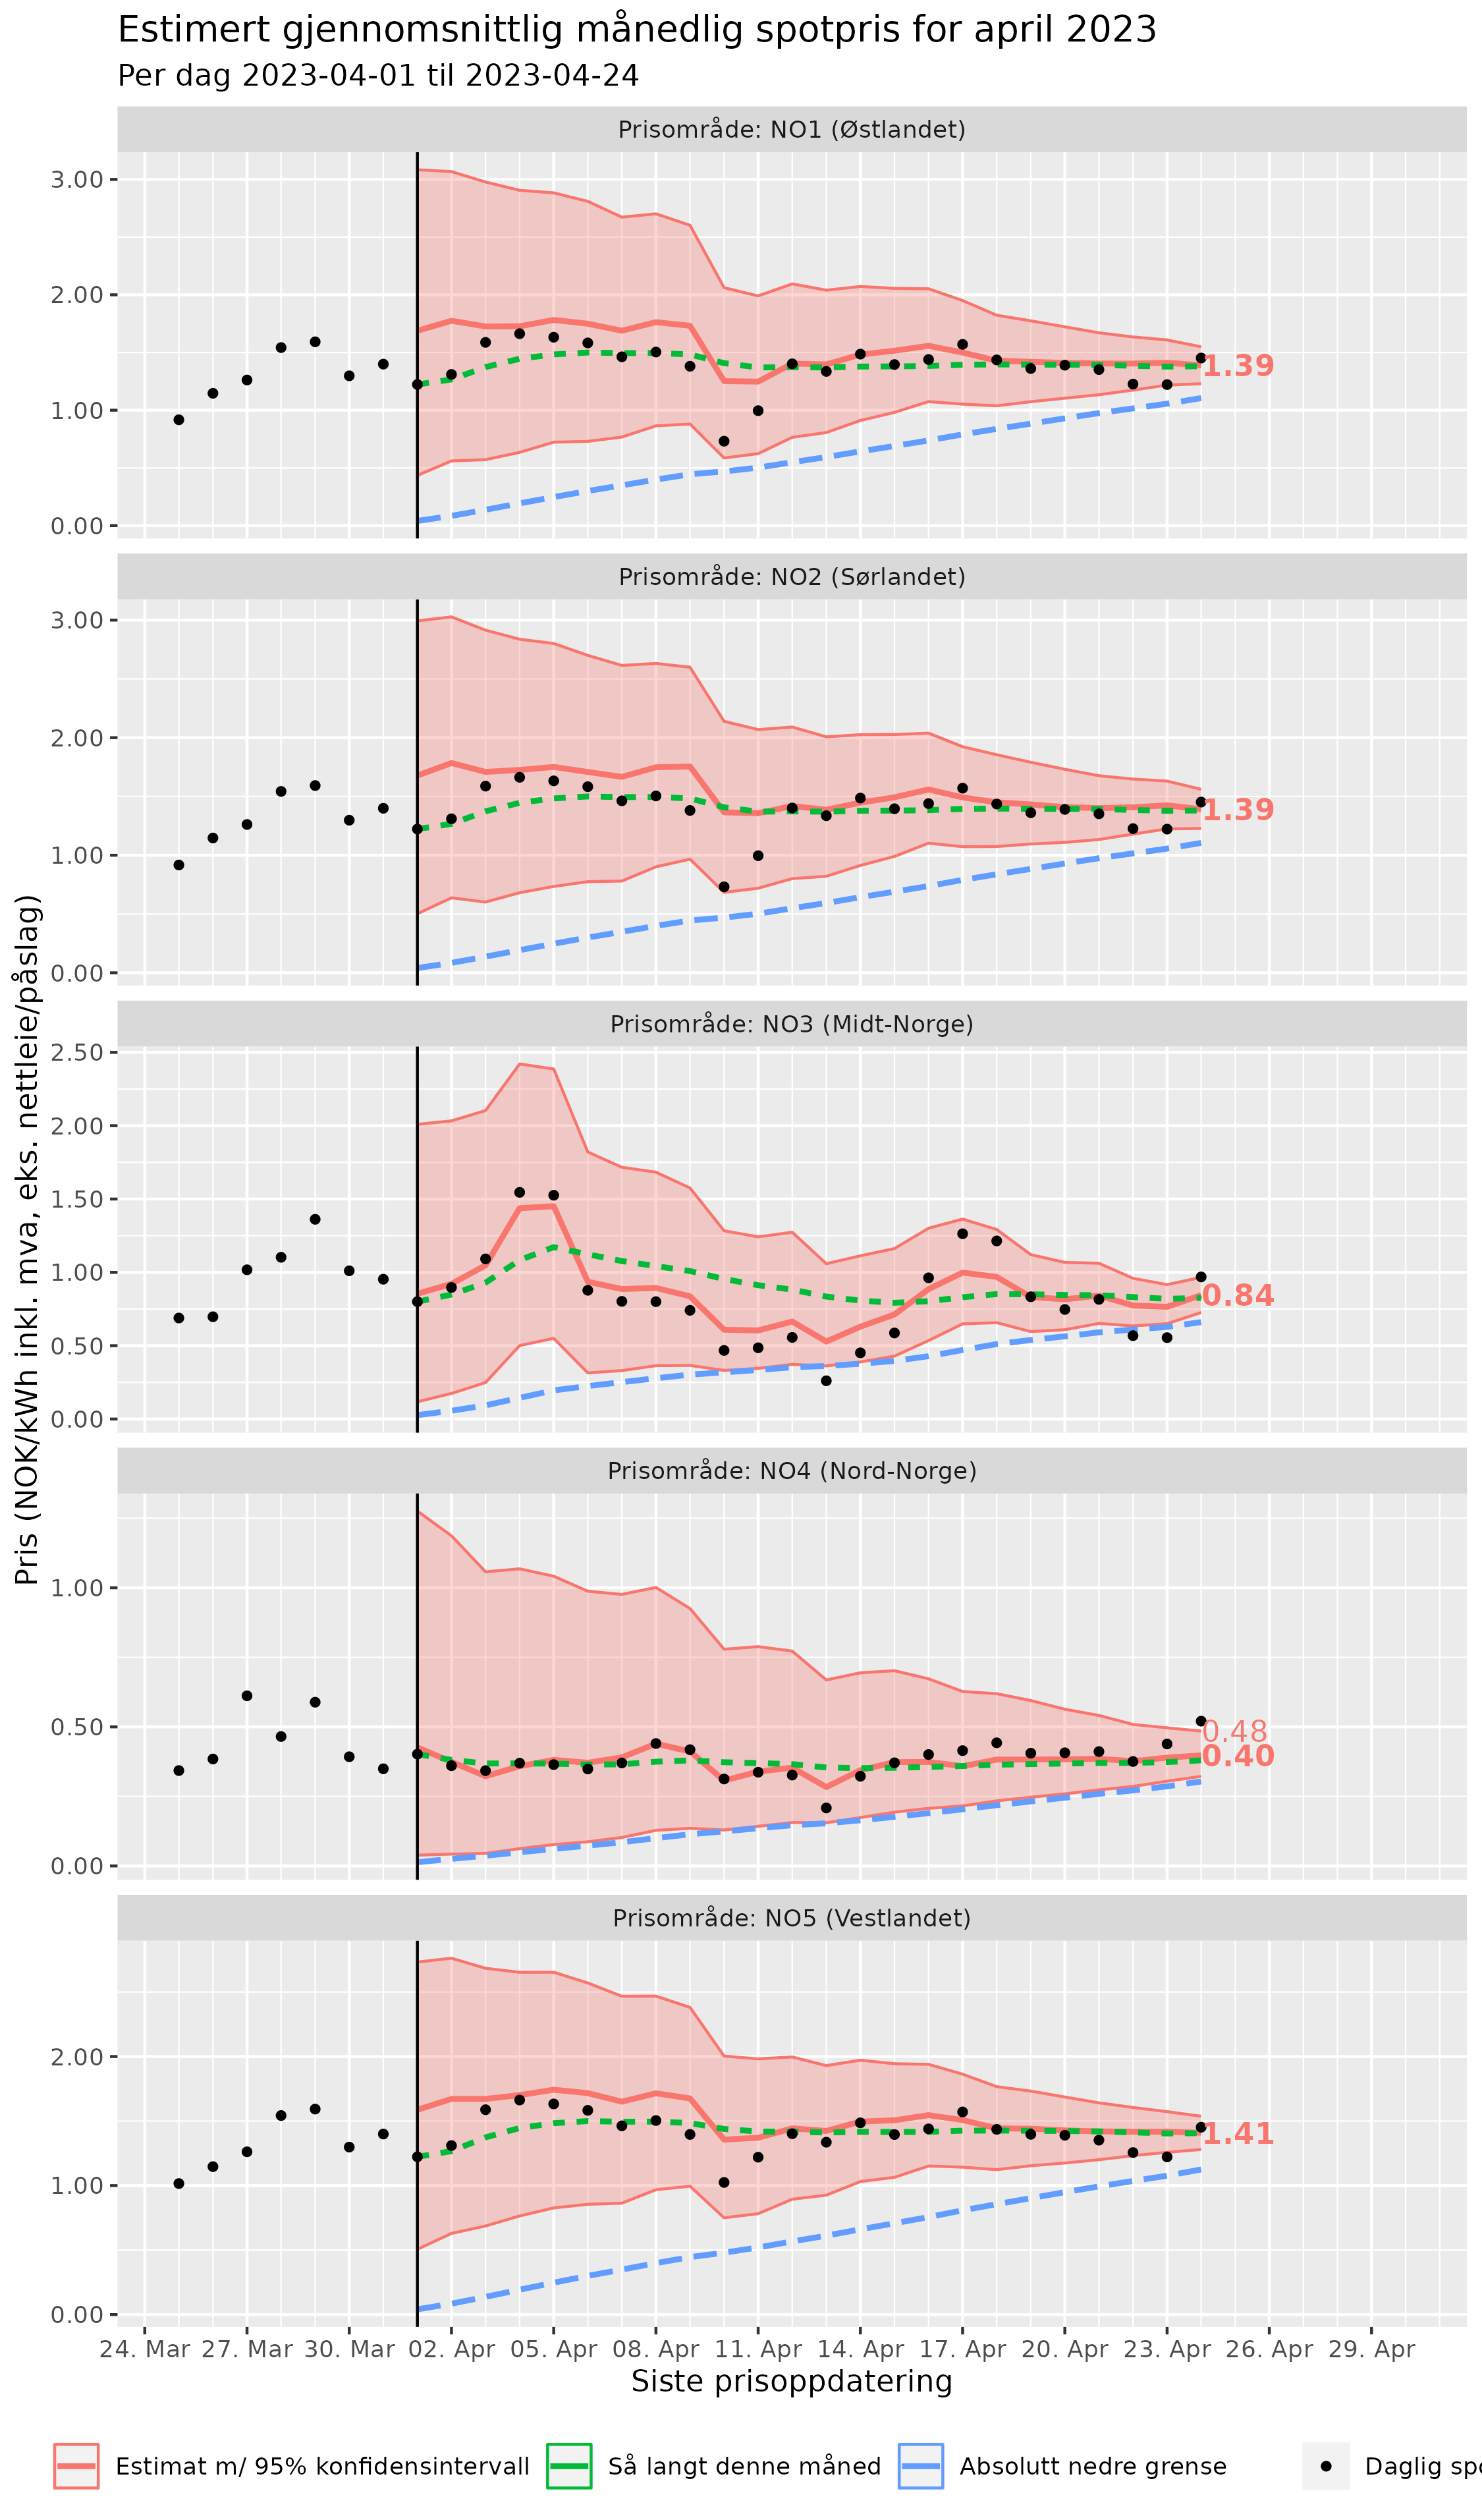 Estimert gjennomsnittlig månedlig spotpris for april 2023
Per dag 2023-04-01 til 2023-04-24
Pris (NOK/kWh inkl. mva, eks. nettleie/påslag)
Prisområde: NO1 (Østlandet)
3.00
2.00
1.00
0.00
1.39
Prisområde: NO2 (Sørlandet)
3.00
2.00
1.00
0.00
1.39
Prisområde: NO3 (Midt-Norge)
2.50
2.00
1.50
1.00
0.50
0.00
0.84
Prisområde: NO4 (Nord-Norge)
1.00
0.50
0.00
0.48
0.40
Prisområde: NO5 (Vestlandet)
2.00
1.00
0.00
1.41
24. Mar 27. Mar 30. Mar 02. Apr 05. Apr 08. Apr 11. Apr 14. Apr 17. Apr 20. Apr 23. Apr 26. Apr 29. Apr
Siste prisoppdatering
Estimat m/ 95% konfidensintervall Så langt denne måned Absolutt nedre grense Daglig